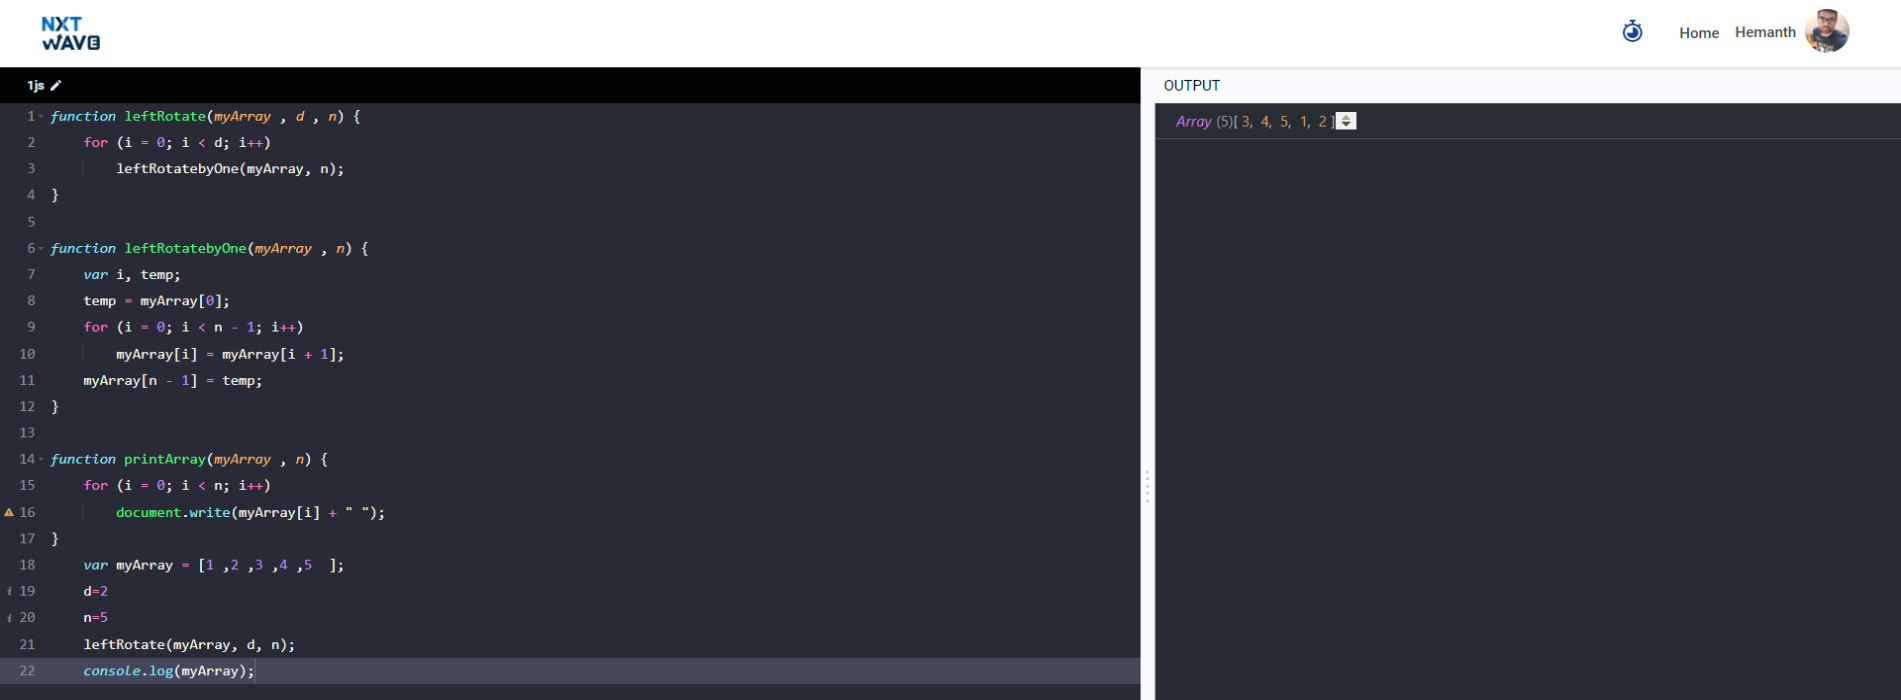 NXT
WAVE
Home Hemanth
1js
OUTPUT
1 function leftRotate(myArray , d , n) {
2 for (i = 0; i < d; i++)
3 leftRotatebyOne(myArray, n);
4 }
5
6 function leftRotatebyOne(myArray , n) {
7 var i, temp;
8 temp = myArray[0];
9 for (i = 0; i < n - 1; i++)
10 myArray[i] = myArray[i + 1];
11 myArray[n - 1] = temp;
12 }
13
14 function printArray(myArray , n) {
15 for (i = 0; i < n; i++)
16 document.write(myArray[i] + " ");
17 }
18 var myArray = [1 ,2 ,3 ,4 ,5  ];
i 19 d=2
i 20 n=5
21 leftRotate(myArray, d, n);
22 console.log(myArray);
Array (5)[ 3, 4, 5, 1, 2 ]